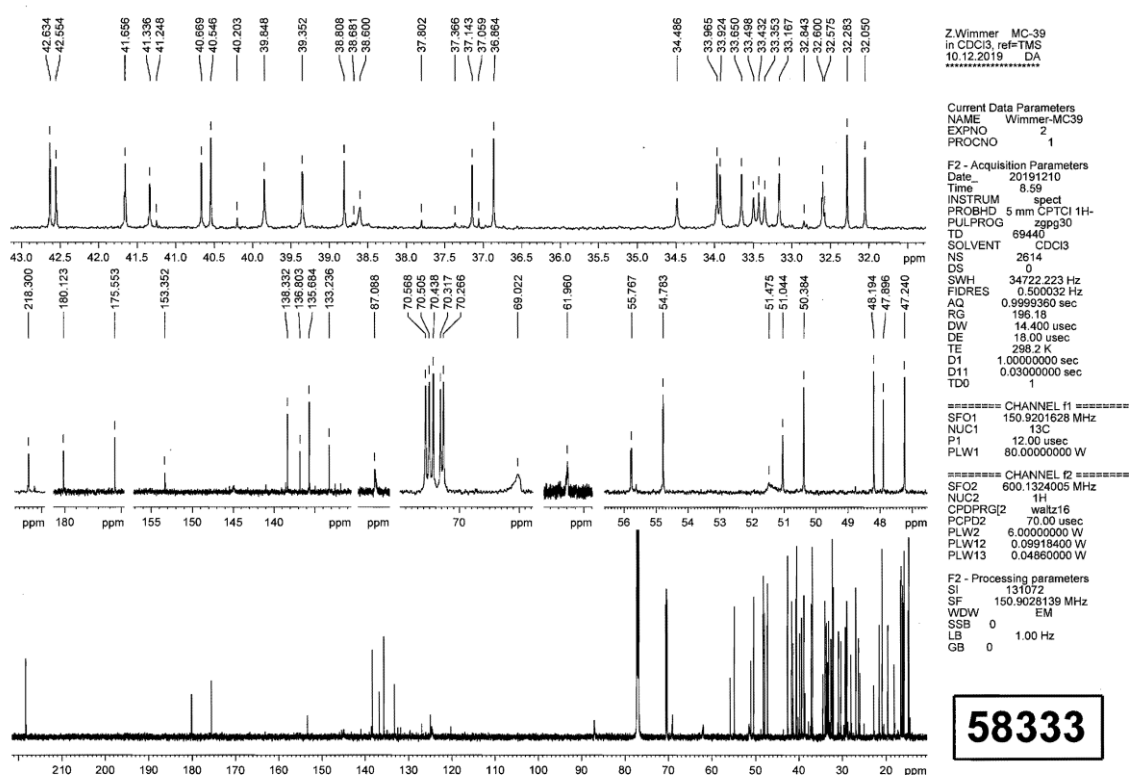 42.634 42.554 41.656 41.336 41.248 40.669 40.546 40.203 39.848 39.352 38.808 38.681 38.600 37.802 37.366 37.143 37.059 36.864 34.486 33.965 33.924 33.650 33.498 33.432 33.353 33.167 32.843 32.600 32.575 32.283 32.050
43.0 42.5 42.0 41.5 41.0 40.5 40.0 39.5 39.0 38.5 38.0 37.5 37.0 36.5 ppm 34.5 34.0 33.5 33.0 32.5 32.0 ppm
218.300 180.123 175.553 153.352 138.332 136.803 135.684 133.236 87.088 70.568 70.505 70.438 70.317 70.266 69.022 61.960 55.767 54.783 51.475 51.044 50.384 48.194 47.896 47.240
ppm 180 ppm 155 150 145 140 ppm ppm 70 ppm ppm 56 55 54 53 52 51 50 49 48 ppm
210 200 190 180 170 160 150 140 130 120 110 100 90 80 70 60 50 40 30 20 ppm
Z.Wimmer MC-39
in CDCl3, ref=TMS
10.12.2019 DA
*********************
Current Data Parameters
NAME Wimmer-MC39
EXPNO 2
PROCNO 1
F2 - Acquisition Parameters
Date_ 20191210
Time 8.59
INSTRUM spect
PROBHD 5 mm CPTCI 1H-
PULPROG zgpg30
TD 69440
SOLVENT CDCl3
NS 2614
DS 0
SWH 34722.223 Hz
FIDRES 0.500032 Hz
AQ 0.9999360 sec
RG 196.18
DW 14.400 usec
DE 18.00 usec
TE 298.2 K
D1 1.00000000 sec
D11 0.03000000 sec
TD0 1
======== CHANNEL f1 ========
SFO1 150.9201628 MHz
NUC1 13C
P1 12.00 usec
PLW1 80.00000000 W
======== CHANNEL f2 ========
SFO2 600.1324005 MHz
NUC2 1H
CPDPRG[2 waltz16
PCPD2 70.00 usec
PLW2 6.00000000 W
PLW12 0.09918400 W
PLW13 0.04860000 W
F2 - Processing parameters
SI 131072
SF 150.9028139 MHz
WDW EM
SSB 0
LB 1.00 Hz
GB 0
58333